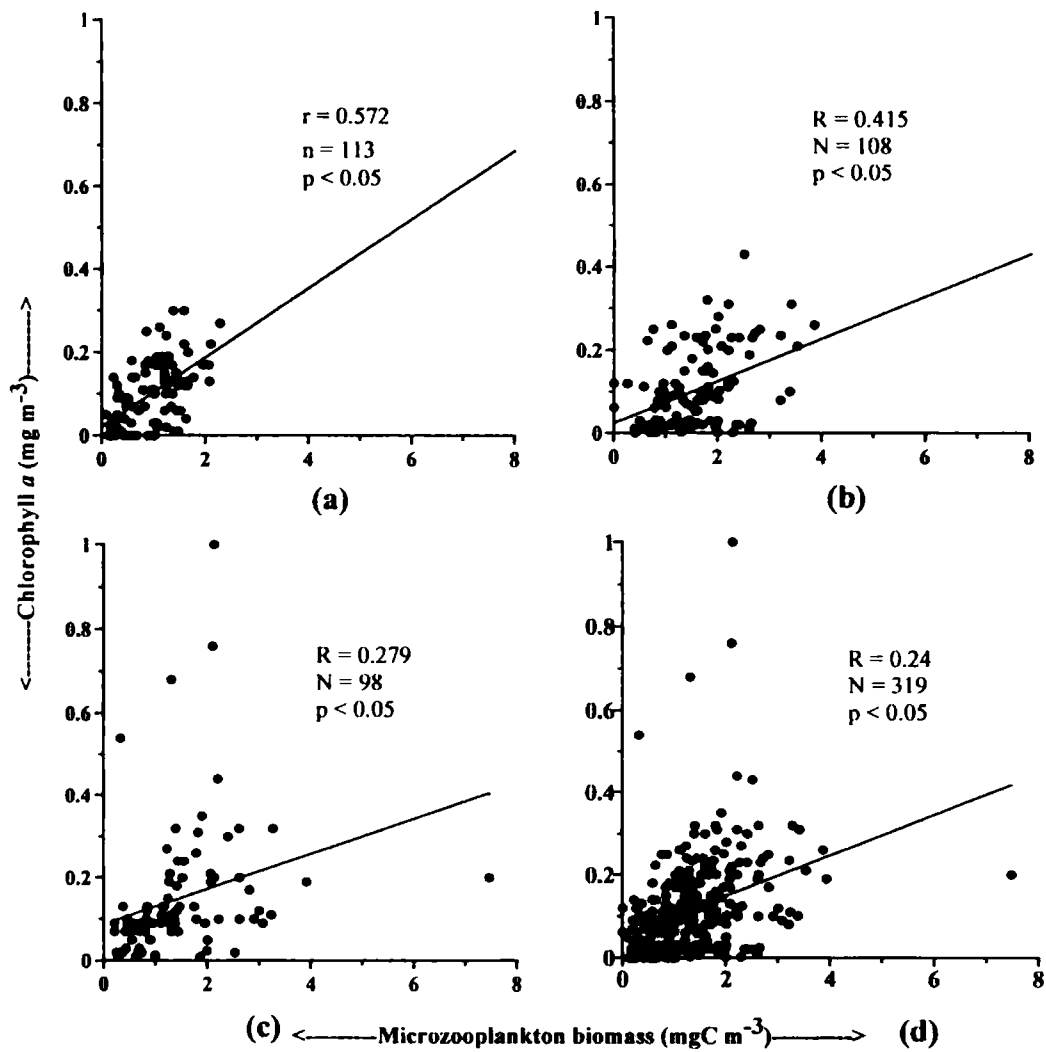 1
0.8
0.6
0.4
0.2
0
0
2
4
6
8
r = 0.572
n = 113
p < 0.05
(a)
1
0.8
0.6
0.4
0.2
0
0
2
4
6
8
R = 0.415
N = 108
p < 0.05
(b)
<------Chlorophyll a (mg m-3)------>
1
0.8
0.6
0.4
0.2
0
0
2
4
6
8
R = 0.279
N = 98
p < 0.05
(c)
1
0.8
0.6
0.4
0.2
0
0
2
4
6
8
R = 0.24
N = 319
p < 0.05
(d)
<------Microzooplankton biomass (mgC m-3)------>